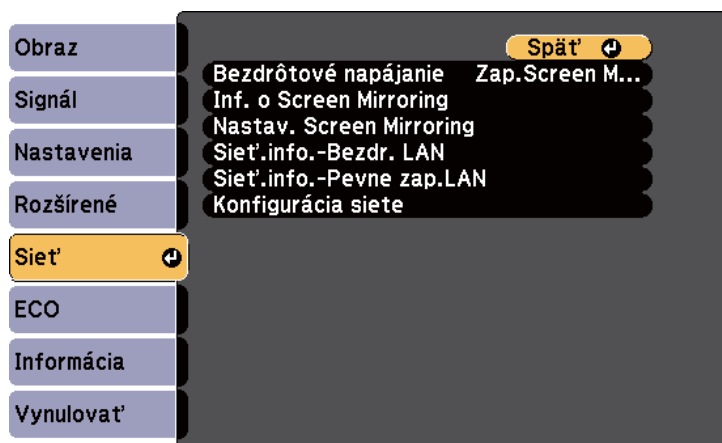 Obraz
Signál
Nastavenia
Rozšírené
Sieť
ECO
Informácia
Vynulovať
Späť
Bezdrôtové napájanie Zap.Screen M...
Inf. o Screen Mirroring
Nastav. Screen Mirroring
Sieť.info.-Bezdr. LAN
Sieť.info.-Pevne zap.LAN
Konfigurácia siete